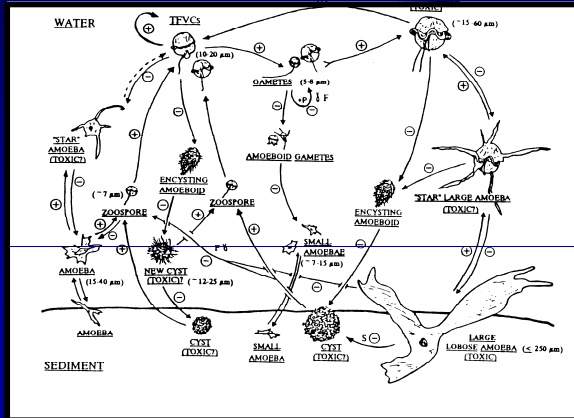 WATER
TFVCs
(10-20 µm)
(TOXIC)
(~15-60 µm)
GAMETES
(5-8 µm)
+P
F
"STAR"
AMOEBA
(TOXIC?)
AMOEBOID GAMETES
ENCYSTING
AMOEBOID
ZOOSPORE
(~7 µm)
ZOOSPORE
ENCYSTING
AMOEBOID
"STAR" LARGE AMOEBA
(TOXIC?)
AMOEBA
(15-40 µm)
NEW CYST
(TOXIC?)
(~12-25 µm)
SMALL
AMOEBAE
(~7-15 µm)
AMOEBA
CYST
(TOXIC?)
SMALL
AMOEBA
CYST
(TOXIC?)
S
LARGE
LOBOSE AMOEBA (≤ 250 µm)
(TOXIC)
SEDIMENT